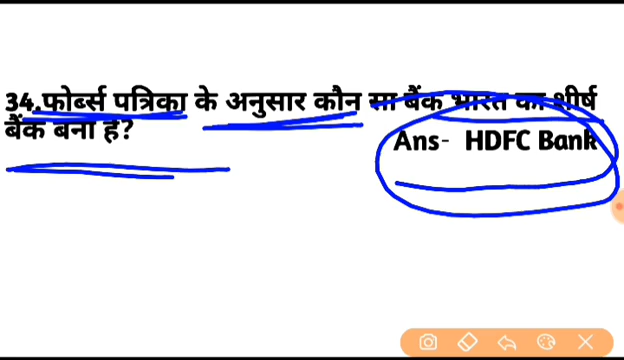 34.फोर्ब्स पत्रिका के अनुसार कौन सा बैंक भारत का शीर्ष
बैंक बना है?
Ans- HDFC Bank